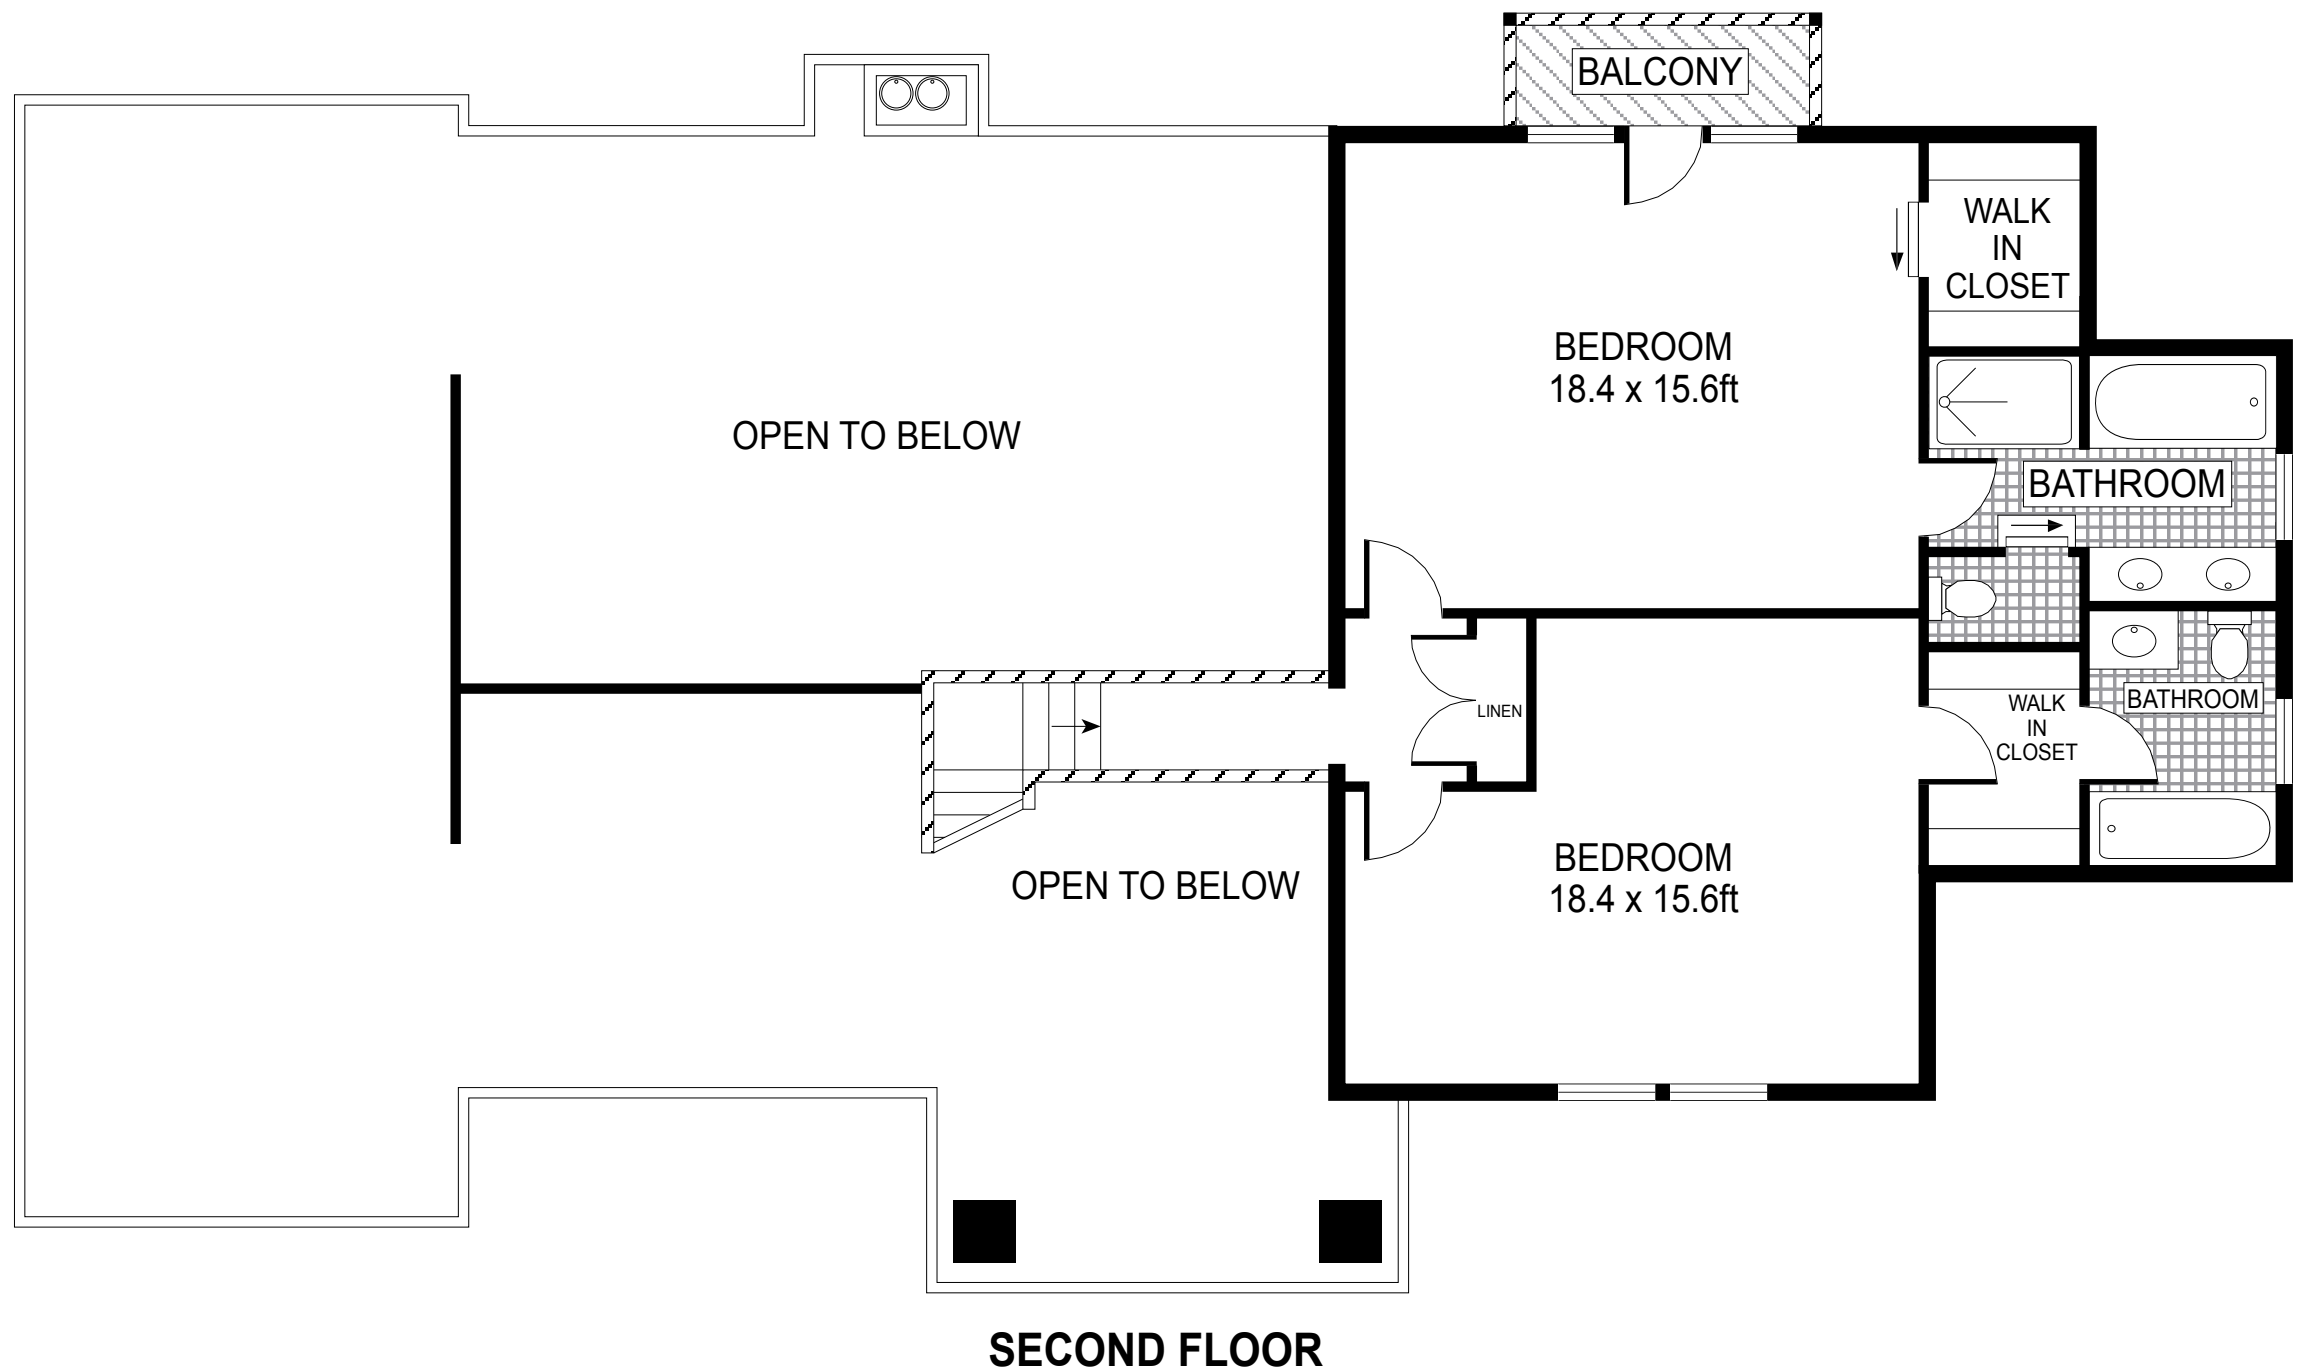 BALCONY
WALK
IN
CLOSET
BEDROOM
18.4 x 15.6ft
OPEN TO BELOW
BATHROOM
LINEN
BATHROOM
WALK
IN
CLOSET
OPEN TO BELOW
BEDROOM
18.4 x 15.6ft
SECOND FLOOR